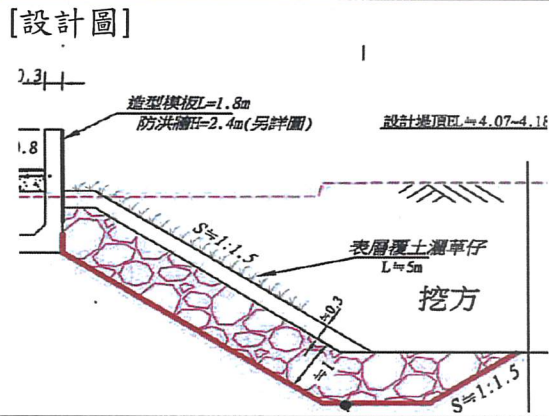 [設計圖]
0.3
造型模板L=1.8m
防洪牆H=2.4m(另詳圖)
設計堤頂EL≒4.07~4.18
0.8
S≒1:1.5
表層覆土灑草仔
L≒5m
挖方
≒0.3
≒1
S≒1:1.5